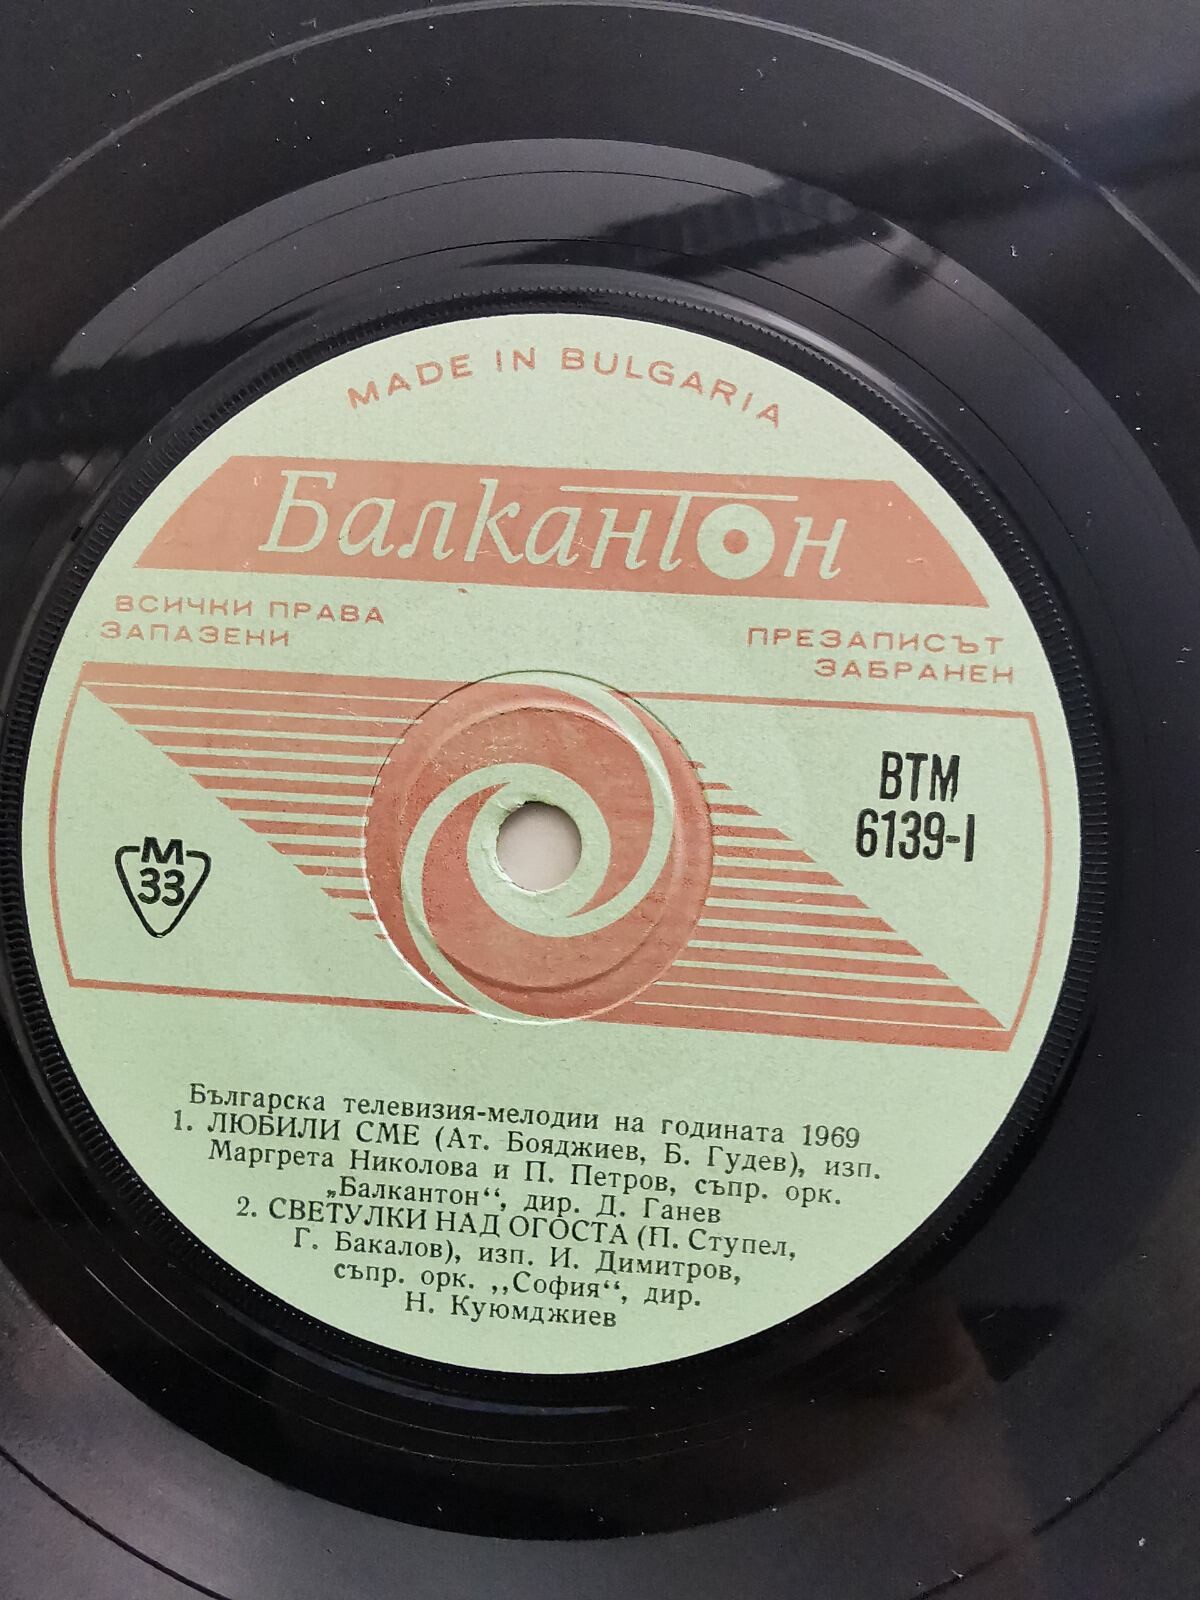 MADE IN BULGARIA
Балкантон
ВСИЧКИ ПРАВА
ЗАПАЗЕНИ
ПРЕЗАПИСЪТ
ЗАБРАНЕН
М
33
ВТМ
6139-I
Българска телевизия-мелодии на годината 1969
1. ЛЮБИЛИ СМЕ (Ат. Бояджиев, Б. Гудев), изп.
Маргрета Николова и П. Петров, съпр. орк.
„Балкантон“, дир. Д. Ганев
2. СВЕТУЛКИ НАД ОГОСТА (П. Ступел,
Г. Бакалов), изп. И. Димитров,
съпр. орк. ,,София“, дир.
Н. Куюмджиев